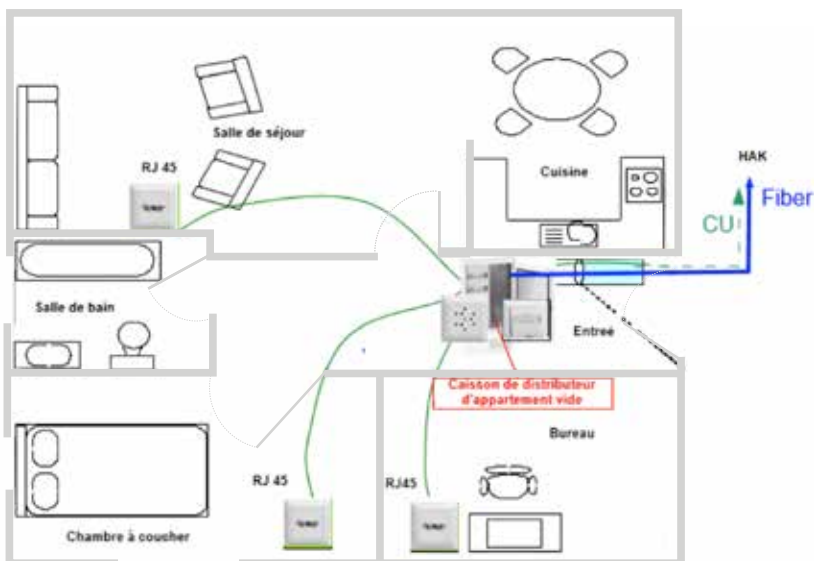 Salle de séjour
RJ 45
Cuisine
HAK
Fiber
CU
Salle de bain
Entreé
Caisson de distributeur
d'appartement vide
Bureau
RJ 45
RJ45
Chambre à coucher